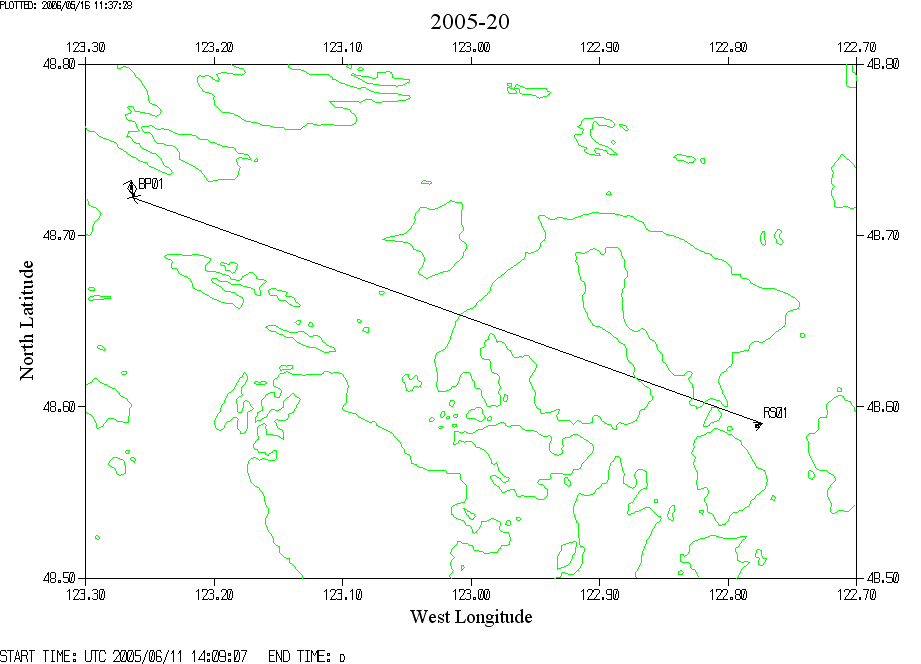 PLOTTED: 2006/05/16 11:37:28
2005-20
123.30 123.20 123.10 123.00 122.90 122.80 122.70
48.80 48.80
BP01
48.70 48.70
North Latitude
48.60 48.60
RS01
48.50 48.50
123.30 123.20 123.10 123.00 122.90 122.80 122.70
West Longitude
START TIME: UTC 2005/06/11 14:09:07 END TIME: 0